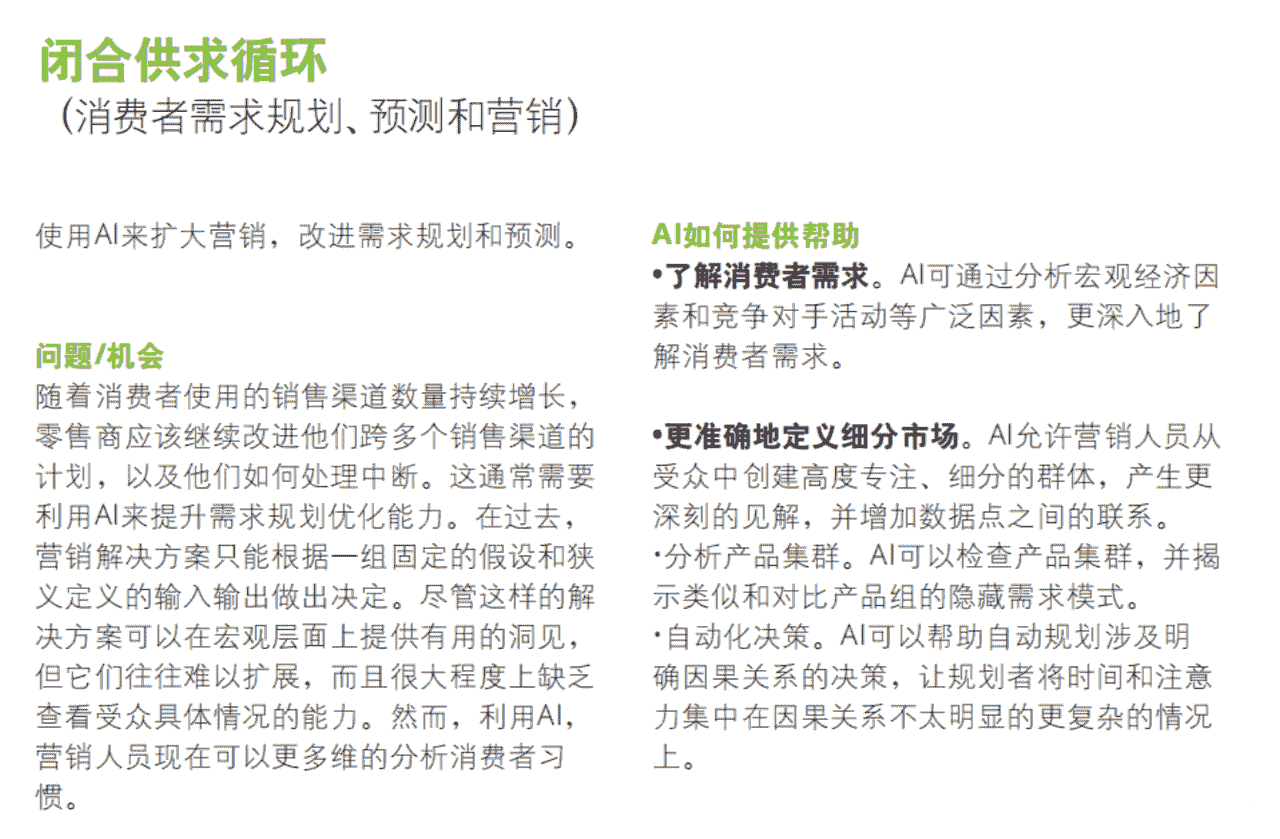 闭合供求循环
（消费者需求规划、预测和营销）
使用AI来扩大营销，改进需求规划和预测。
问题/机会
随着消费者使用的销售渠道数量持续增长，
零售商应该继续改进他们跨多个销售渠道的
计划，以及他们如何处理中断。这通常需要
利用AI来提升需求规划优化能力。在过去，
营销解决方案只能根据一组固定的假设和狭
义定义的输入输出做出决定。尽管这样的解
决方案可以在宏观层面上提供有用的洞见，
但它们往往难以扩展，而且很大程度上缺乏
查看受众具体情况的能力。然而，利用AI，
营销人员现在可以更多维的分析消费者习
惯。
AI如何提供帮助
•了解消费者需求。AI可通过分析宏观经济因
素和竞争对手活动等广泛因素，更深入地了
解消费者需求。
•更准确地定义细分市场。AI允许营销人员从
受众中创建高度专注、细分的群体，产生更
深刻的见解，并增加数据点之间的联系。
·分析产品集群。AI可以检查产品集群，并揭
示类似和对比产品组的隐藏需求模式。
·自动化决策。AI可以帮助自动规划涉及明
确因果关系的决策，让规划者将时间和注意
力集中在因果关系不太明显的更复杂的情况
上。